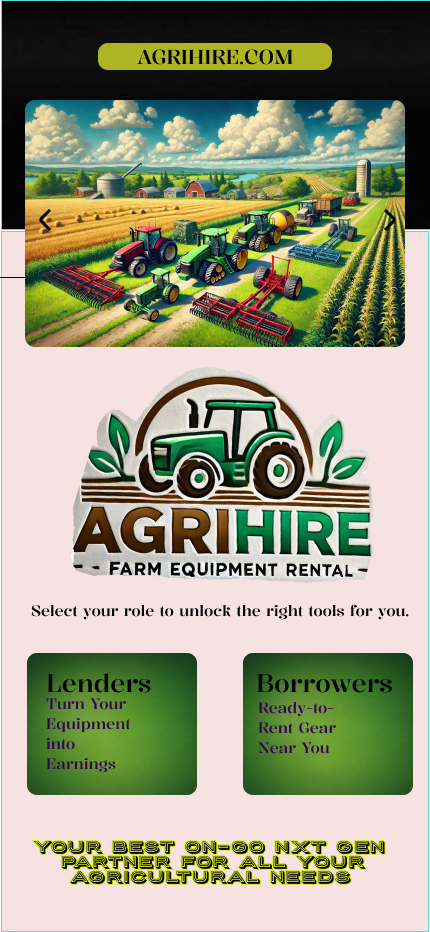 AGRIHIRE.COM
AGRIHIRE
FARM EQUIPMENT RENTAL
Select your role to unlock the right tools for you.
Lenders
Turn Your
Equipment
into
Earnings
Borrowers
Ready-to-
Rent Gear
Near You
YOUR BEST ON-GO NXT GEN
PARTNER FOR ALL YOUR
AGRICULTURAL NEEDS